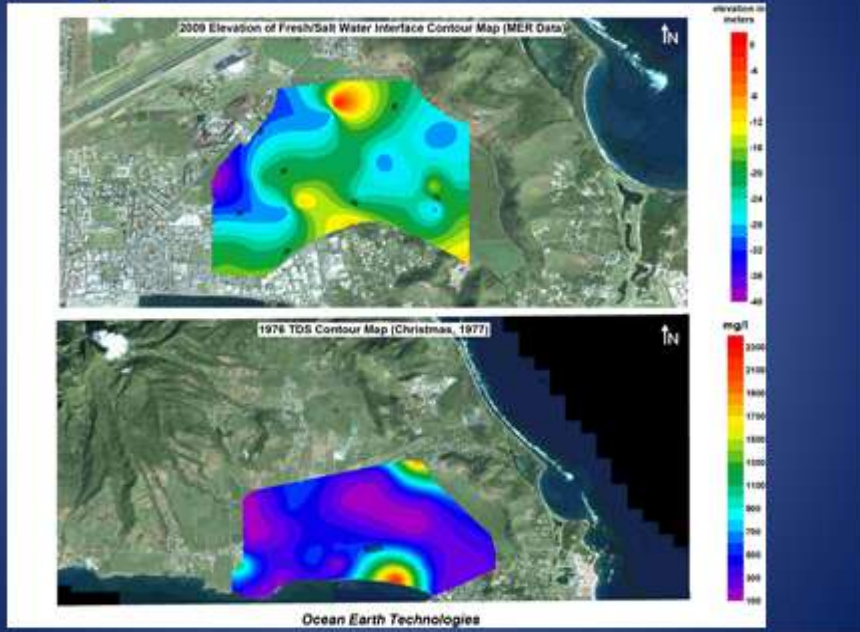 2009 Elevation of Fresh/Salt Water Interface Contour Map (MER Data)
N
elevation in
meters
0
-4
-8
-12
-16
-20
-24
-28
-32
-36
-40
1976 TDS Contour Map (Christmas, 1977)
N
mg/l
2300
2100
1900
1700
1500
1300
1100
900
700
500
300
100
Ocean Earth Technologies